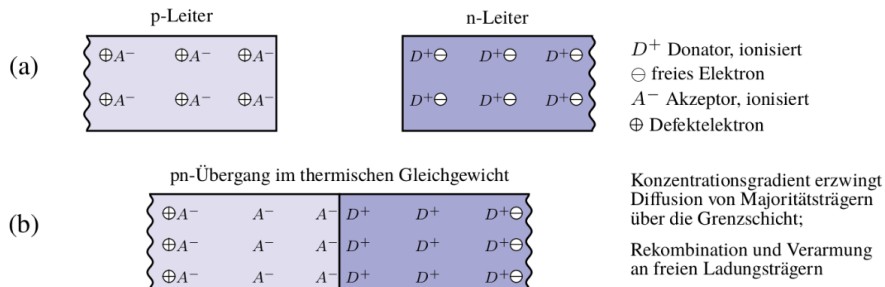 p-Leiter
n-Leiter
(a)
⊕A⁻ ⊕A⁻ ⊕A⁻
⊕A⁻ ⊕A⁻ ⊕A⁻
D⁺⊖ D⁺⊖ D⁺⊖
D⁺⊖ D⁺⊖ D⁺⊖
D⁺ Donator, ionisiert
⊖ freies Elektron
A⁻ Akzeptor, ionisiert
⊕ Defektelektron
pn-Übergang im thermischen Gleichgewicht
(b)
⊕A⁻ A⁻ A⁻ D⁺ D⁺ D⁺⊖
⊕A⁻ A⁻ A⁻ D⁺ D⁺ D⁺⊖
⊕A⁻ A⁻ A⁻ D⁺ D⁺ D⁺⊖
Konzentrationsgradient erzwingt
Diffusion von Majoritätsträgern
über die Grenzschicht;
Rekombination und Verarmung
an freien Ladungsträgern